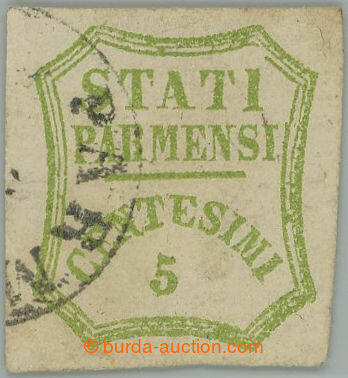 STATI
PARMENSI
CENTESIMI
5
burda-auction.com